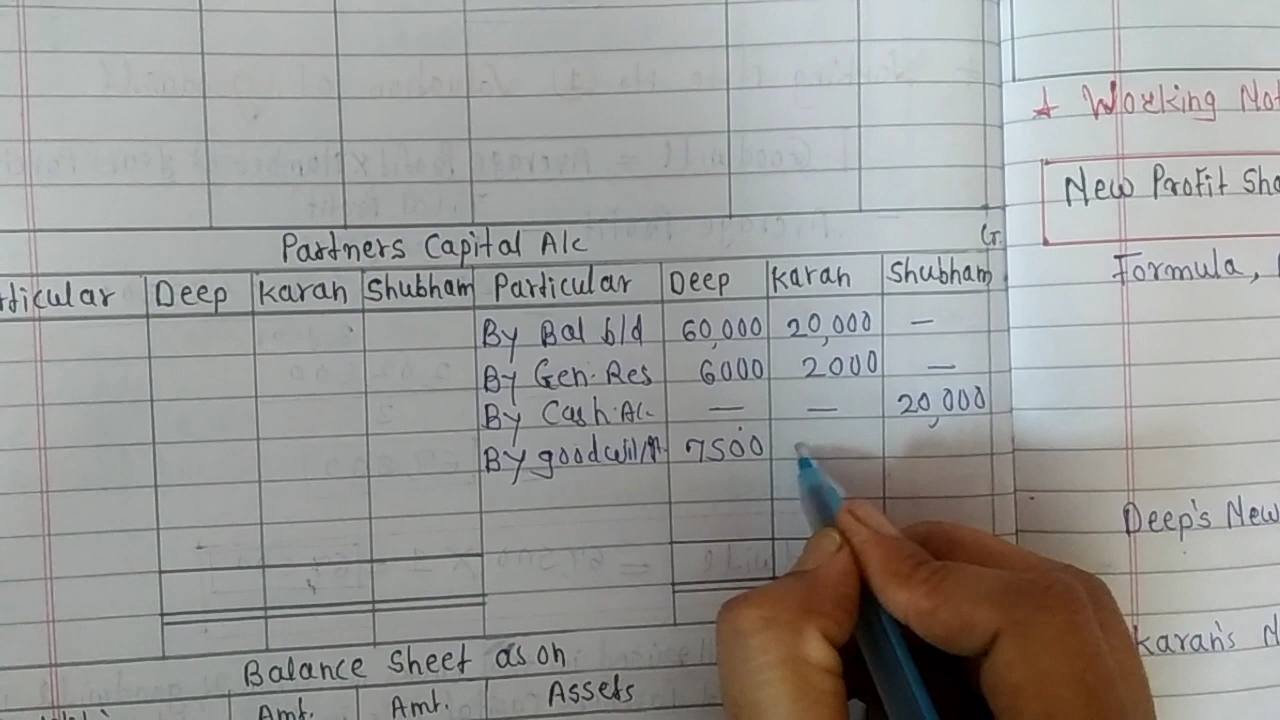 ★ Working Not
New Profit Sha
Partners Capital A/c
Cr.
rticular Deep Karan Shubham Particular Deep Karan Shubham
Formula,
By Bal b/d 60,000 20,000 —
By Gen. Res 6000 2000 —
By Cash A/c — — 20,000
By goodwill 7500
Deep's New
Karan's N
Balance Sheet as on
Amt. Amt. Assets